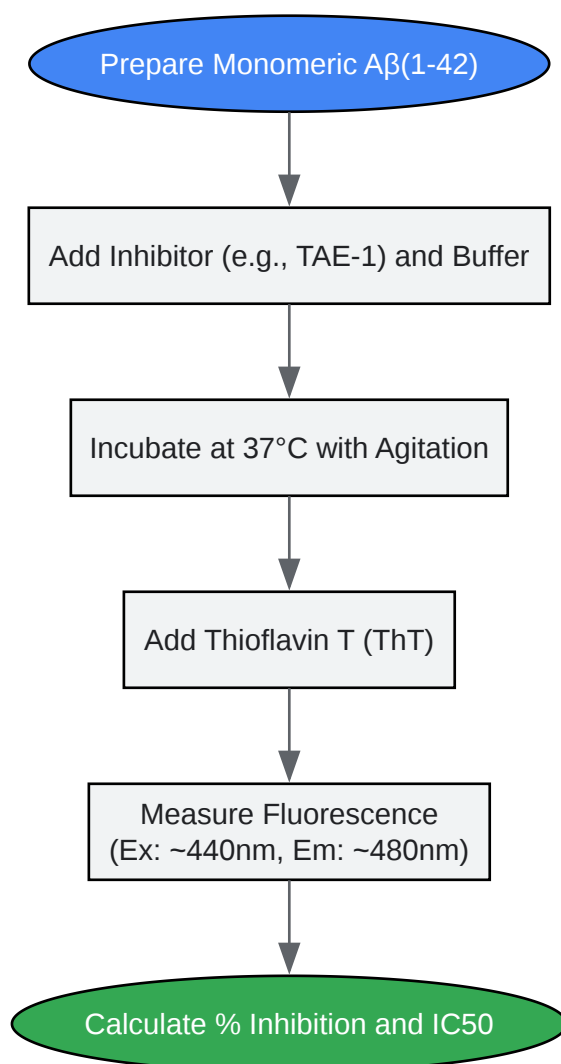 Prepare Monomeric Aβ(1-42)
Add Inhibitor (e.g., TAE-1) and Buffer
Incubate at 37°C with Agitation
Add Thioflavin T (ThT)
Measure Fluorescence
(Ex: ~440nm, Em: ~480nm)
Calculate % Inhibition and IC50